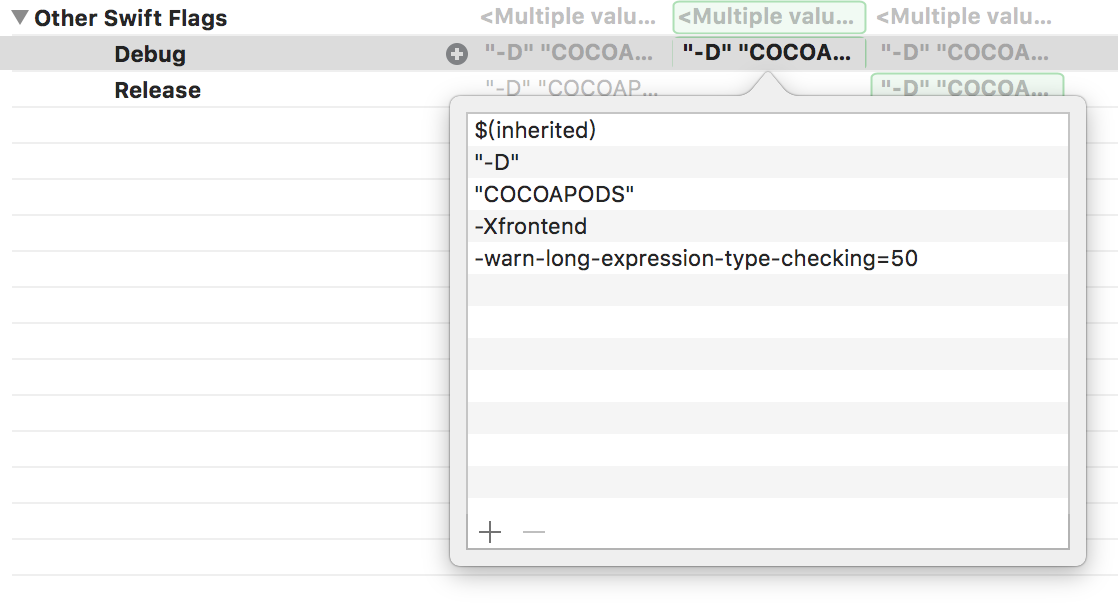 Other Swift Flags <Multiple valu... <Multiple valu... <Multiple valu...
Debug "-D" "COCOA... "-D" "COCOA... "-D" "COCOA...
Release "-D" "COCOAP... "-D" "COCOA...
$(inherited)
"-D"
"COCOAPODS"
-Xfrontend
-warn-long-expression-type-checking=50